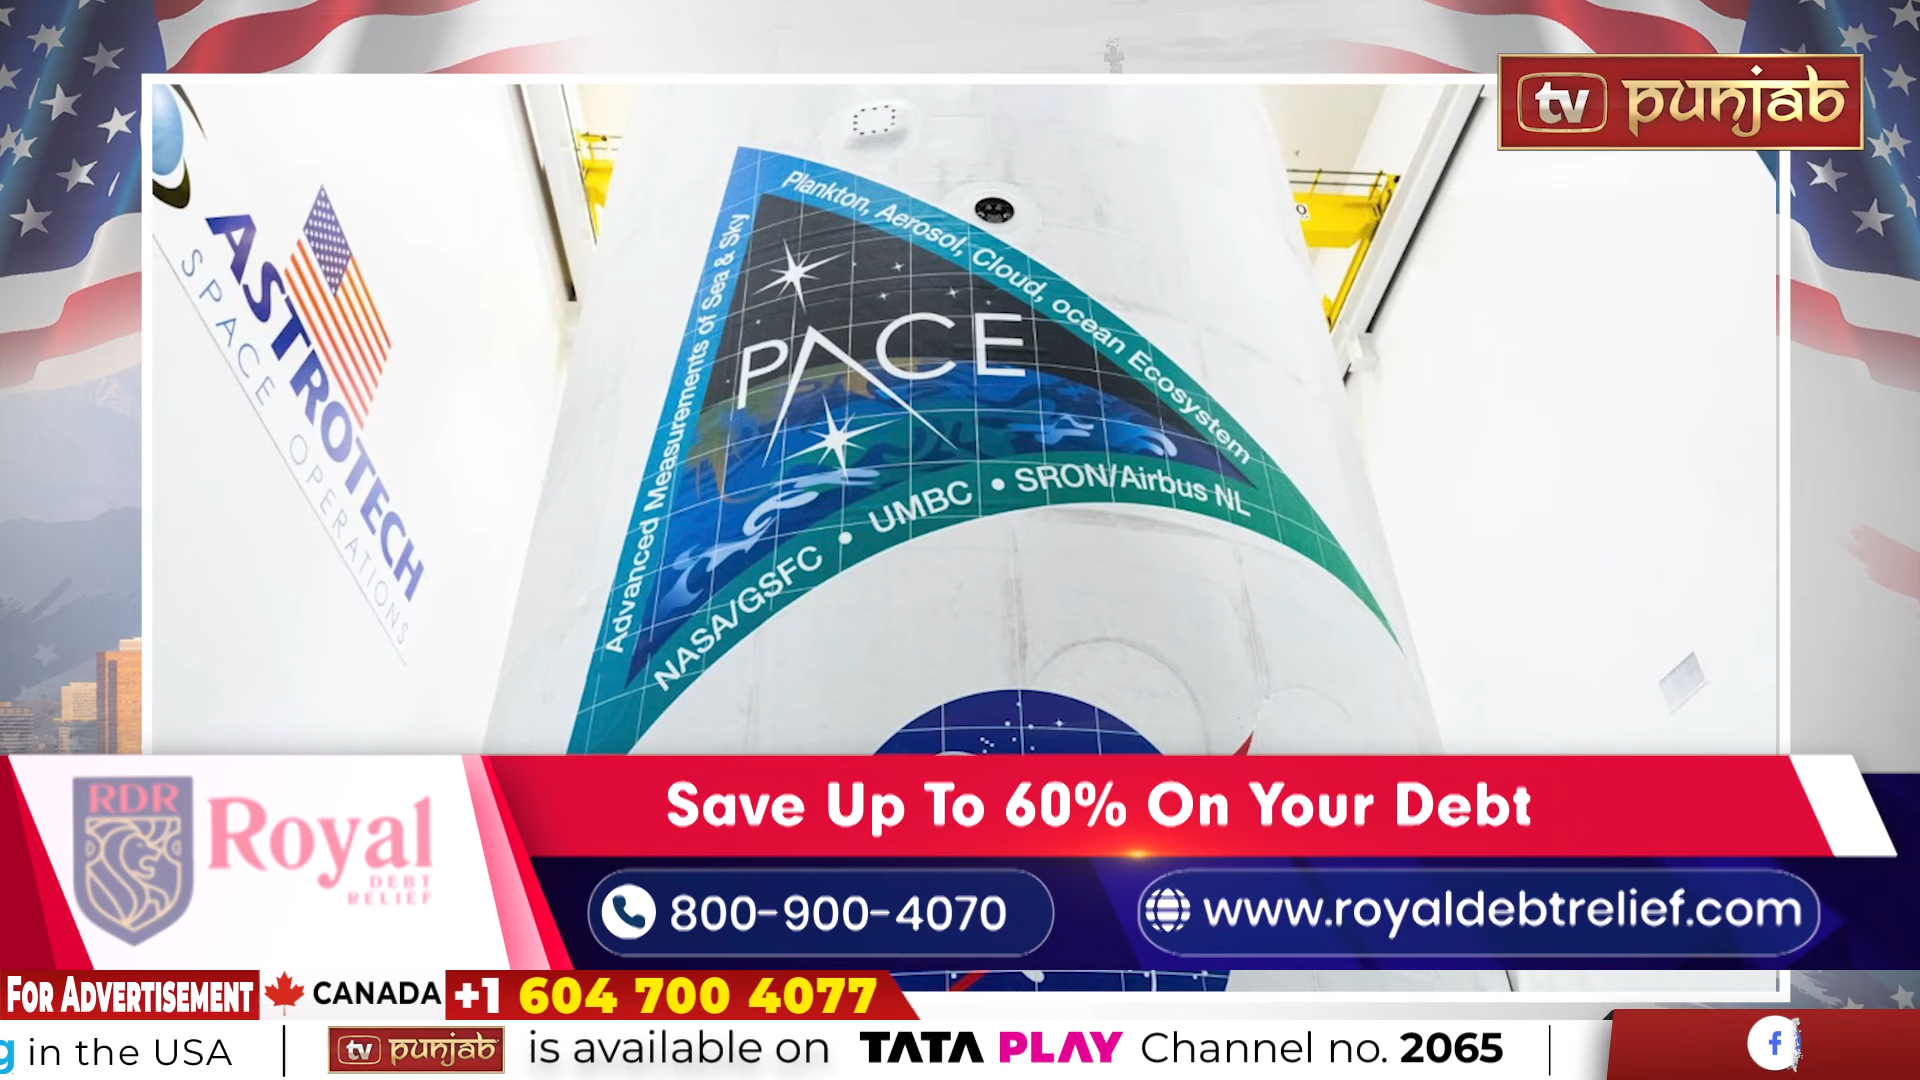 tv punjab
ASTROTECH
SPACE OPERATIONS
Plankton, Aerosol, Cloud, ocean Ecosystem
Advanced Measurements of Sea & Sky
PACE
NASA/GSFC • UMBC • SRON/Airbus NL
RDR
Royal
DEBT
RELIEF
Save Up To 60% On Your Debt
800-900-4070
www.royaldebtrelief.com
FOR ADVERTISEMENT CANADA +1 604 700 4077
g in the USA | tv punjab is available on TATA PLAY Channel no. 2065 |
f